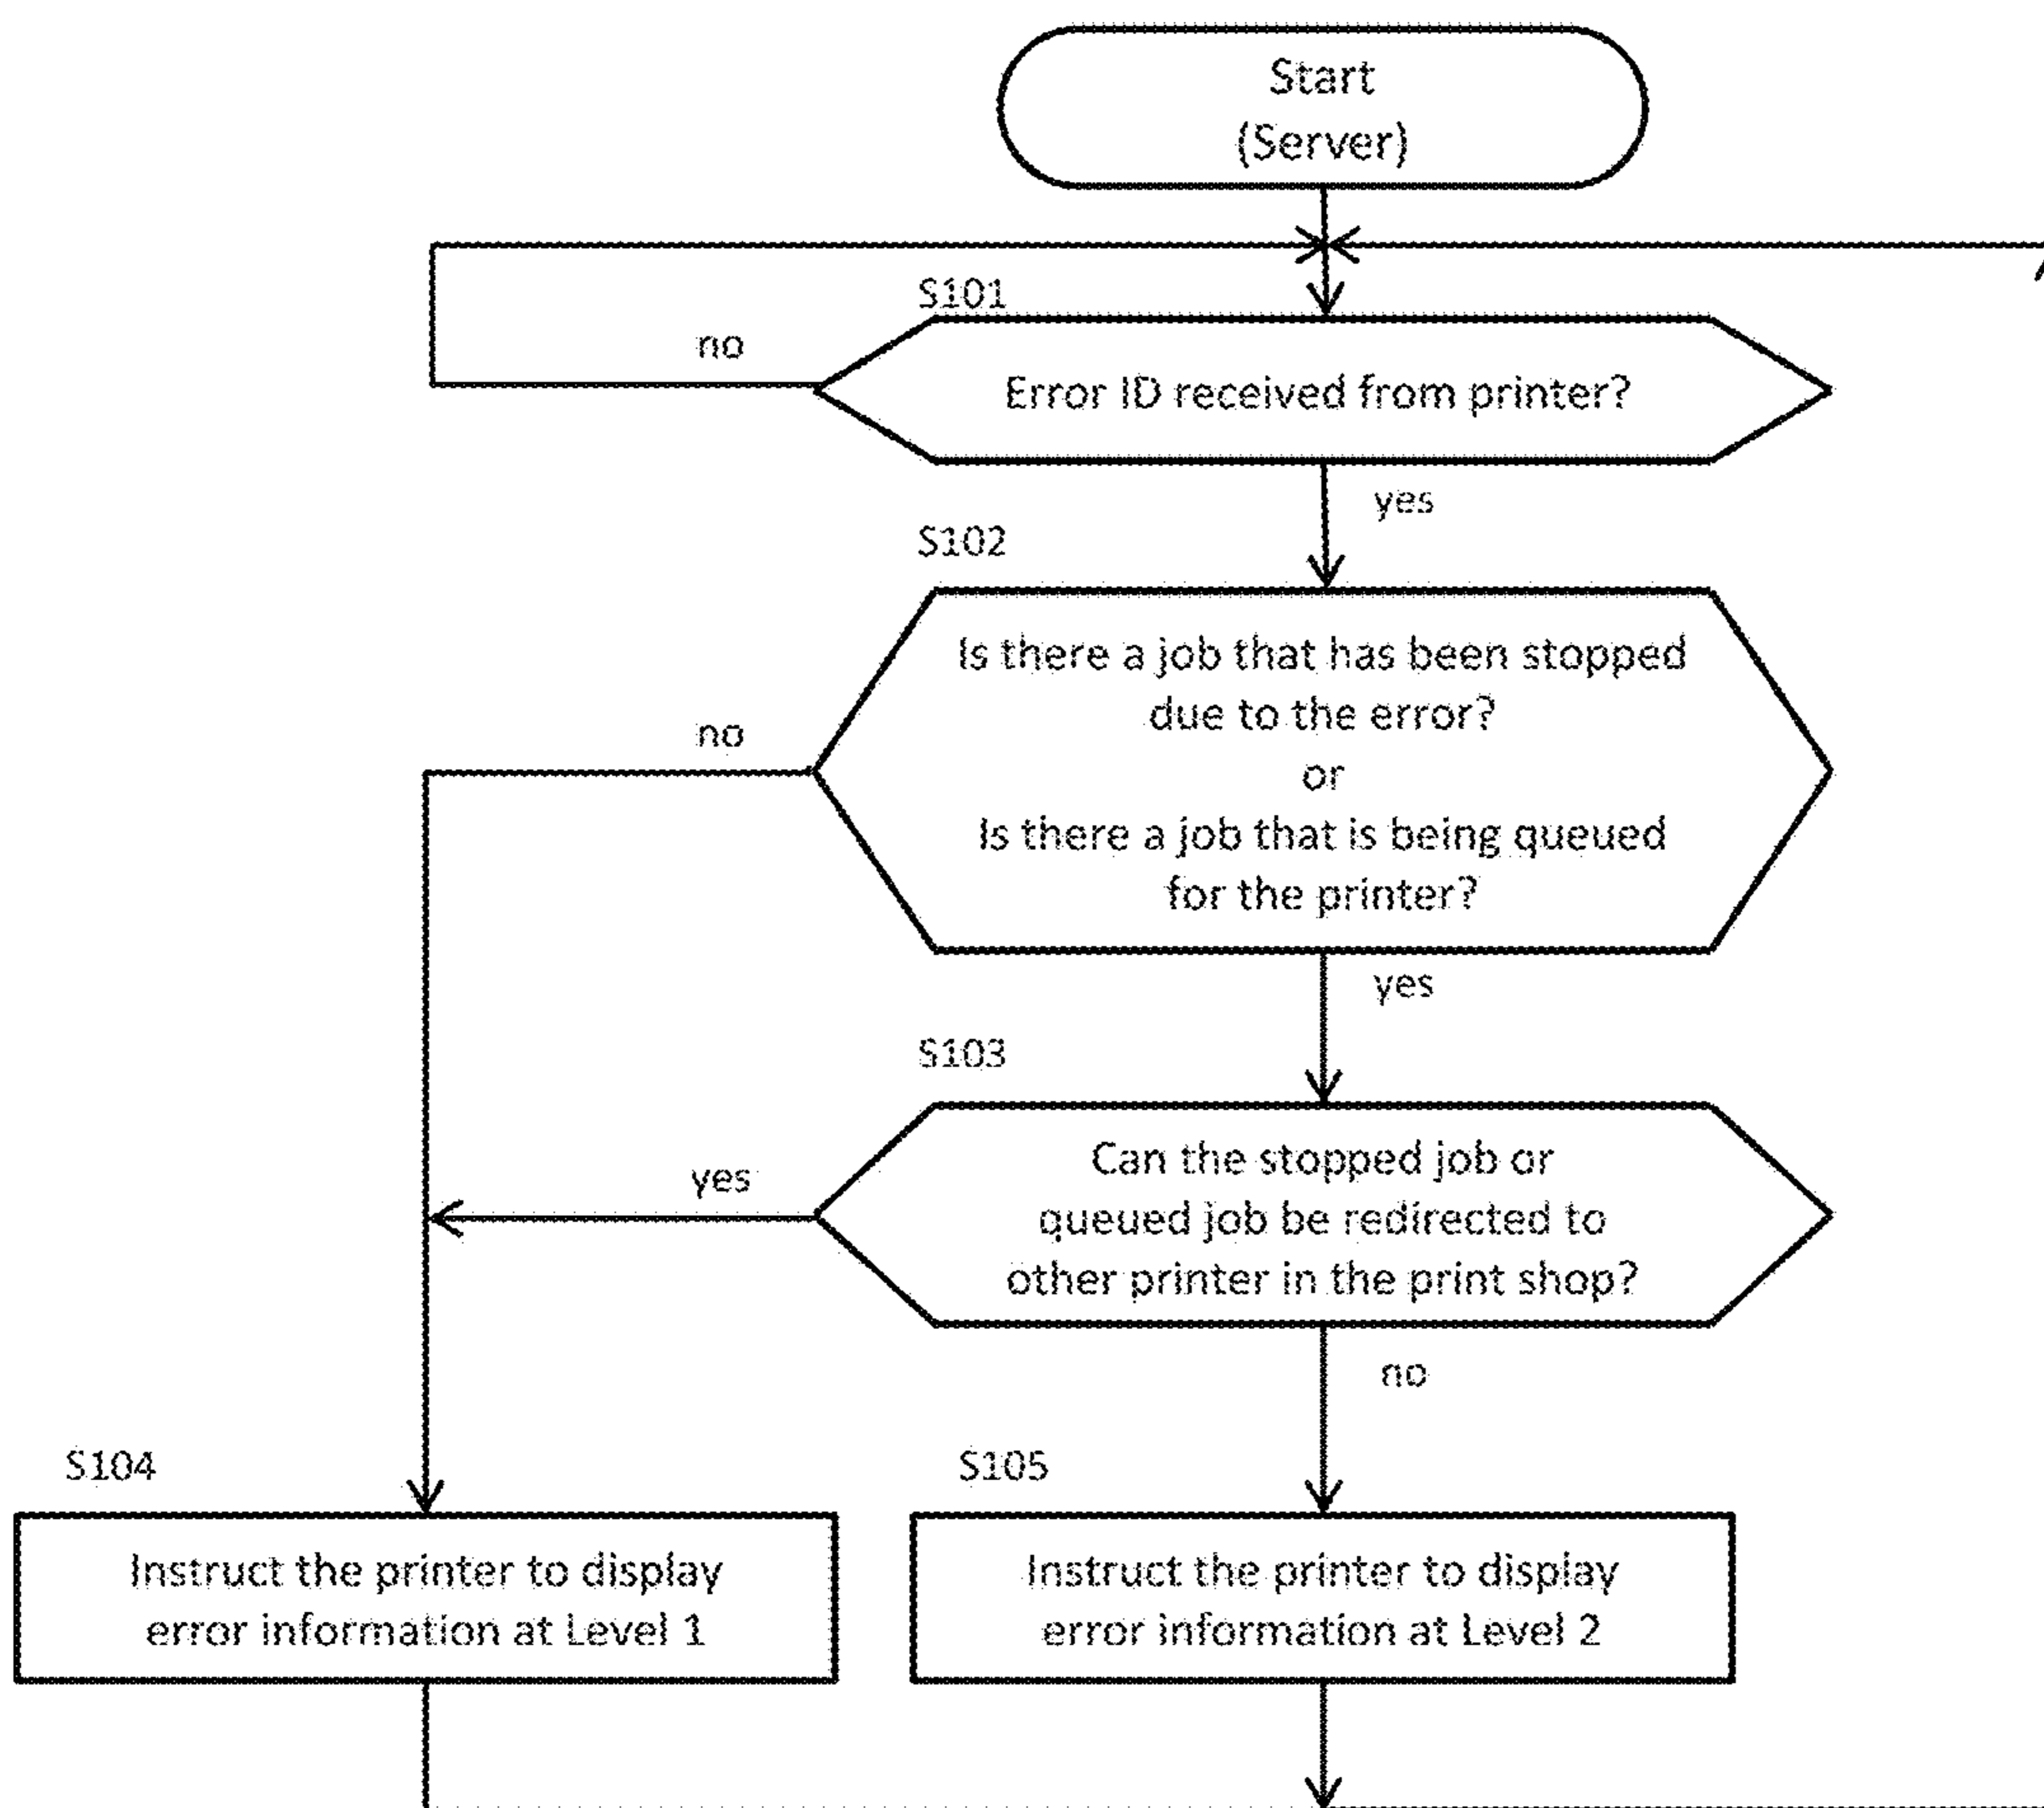 Start
(Server)
S101
no
Error ID received from printer?
yes
S102
Is there a job that has been stopped
due to the error?
no
or
Is there a job that is being queued
for the printer?
yes
S103
Can the stopped job or
yes
queued job be redirected to
other printer in the print shop?
no
S104
S105
Instruct the printer to display
error information at Level 1
Instruct the printer to display
error information at Level 2